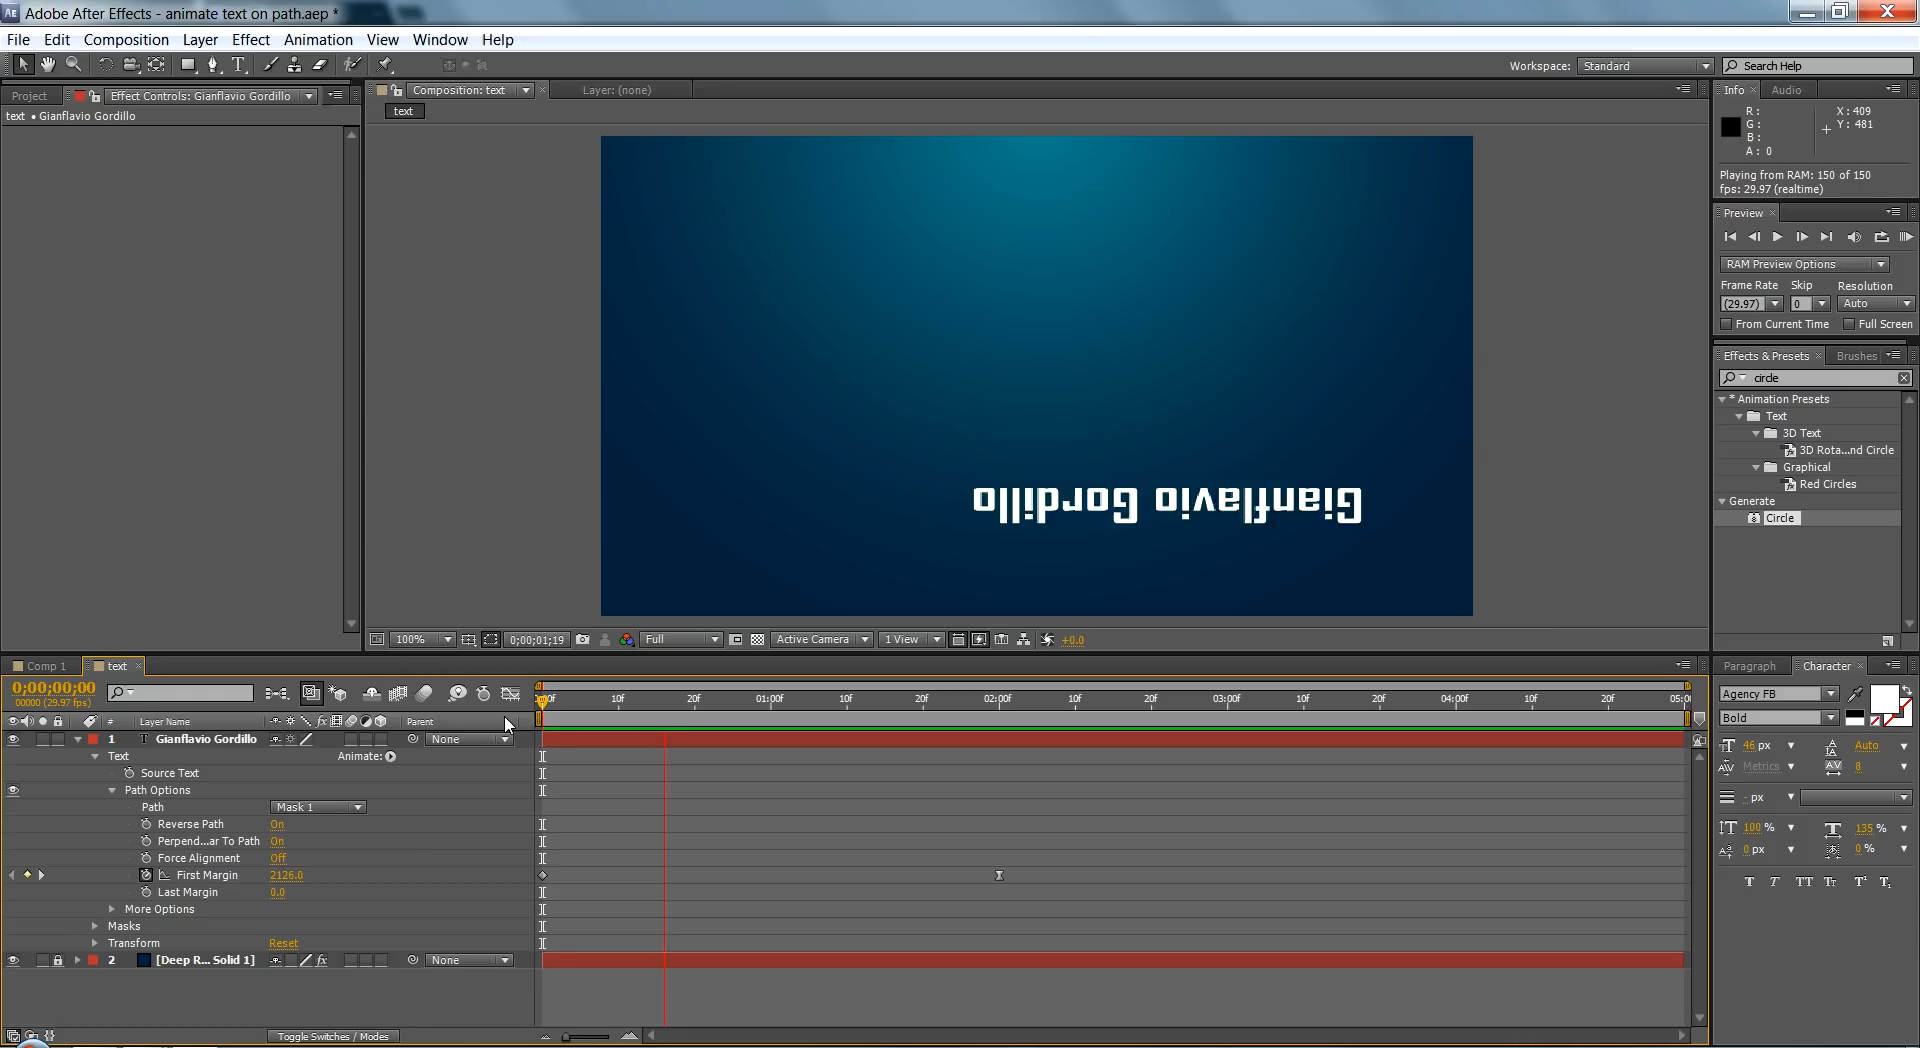 Adobe After Effects - animate text on path.aep *
File Edit Composition Layer Effect Animation View Window Help
Workspace: Standard Search Help
Project Effect Controls: Gianflavio Gordillo
text • Gianflavio Gordillo
Composition: text Layer: (none)
text
Gianflavio Gordillo
100% 0;00;01;19 Full Active Camera 1 View +0.0
Info Audio
R: X: 409
G: Y: 481
B:
A: 0
Playing from RAM: 150 of 150
fps: 29.97 (realtime)
Preview
RAM Preview Options
Frame Rate Skip Resolution
(29.97) 0 Auto
From Current Time Full Screen
Effects & Presets Brushes
circle
* Animation Presets
Text
3D Text
3D Rota...nd Circle
Graphical
Red Circles
Generate
Circle
Comp 1 text
0;00;00;00
00000 (29.97 fps)
10f 20f 01:00f 10f 20f 02:00f 10f 20f 03:00f 10f 20f 04:00f 10f 20f
# Layer Name Parent
1 T Gianflavio Gordillo None
Text Animate:
Source Text
Path Options
Path Mask 1
Reverse Path On
Perpend...ar To Path On
Force Alignment Off
First Margin 2126.0
Last Margin 0.0
More Options
Masks
Transform Reset
2 [Deep R... Solid 1] fx None
Toggle Switches / Modes
Paragraph Character
Agency FB
Bold
46 px Auto
Metrics 8
- px
100 % 135 %
0 px 0 %
T T TT Tt T¹ T₁